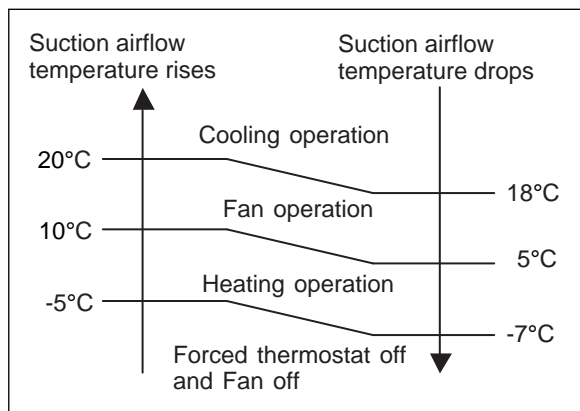 Suction airflow
temperature rises
Suction airflow
temperature drops
Cooling operation
20°C
18°C
Fan operation
10°C
5°C
Heating operation
-5°C
-7°C
Forced thermostat off
and Fan off